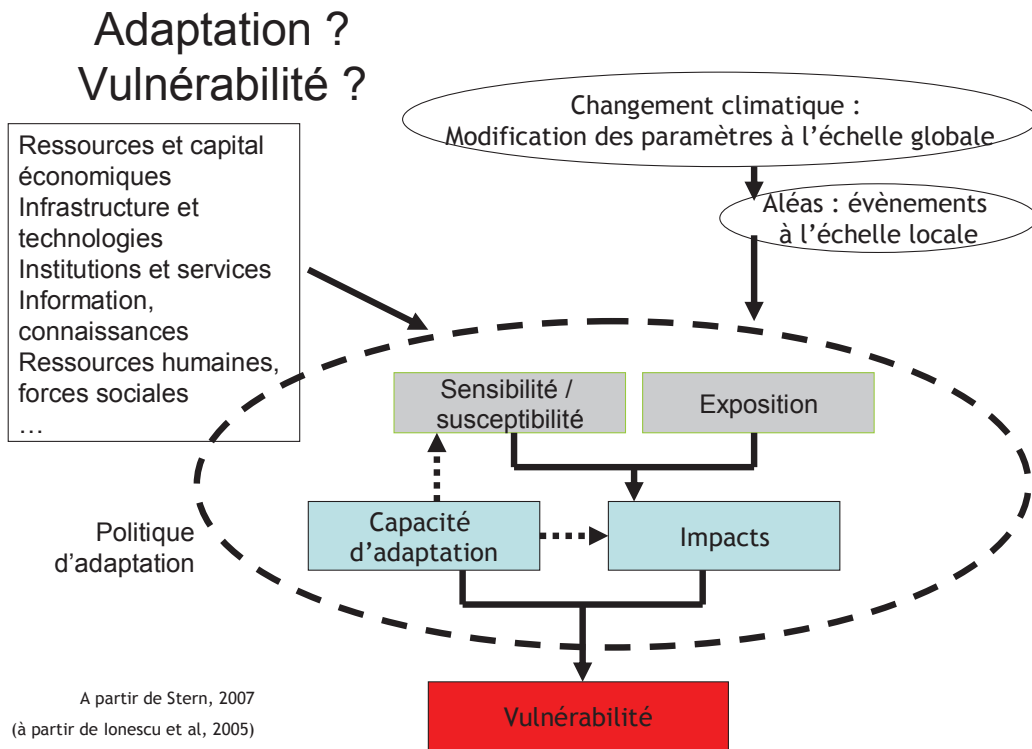 Adaptation ?
Vulnérabilité ?
Changement climatique :
Modification des paramètres à l'échelle globale
Aléas : évènements
à l'échelle locale
Ressources et capital
économiques
Infrastructure et
technologies
Institutions et services
Information,
connaissances
Ressources humaines,
forces sociales
…
Sensibilité /
susceptibilité
Exposition
Politique
d'adaptation
Capacité
d'adaptation
Impacts
Vulnérabilité
A partir de Stern, 2007
(à partir de Ionescu et al, 2005)